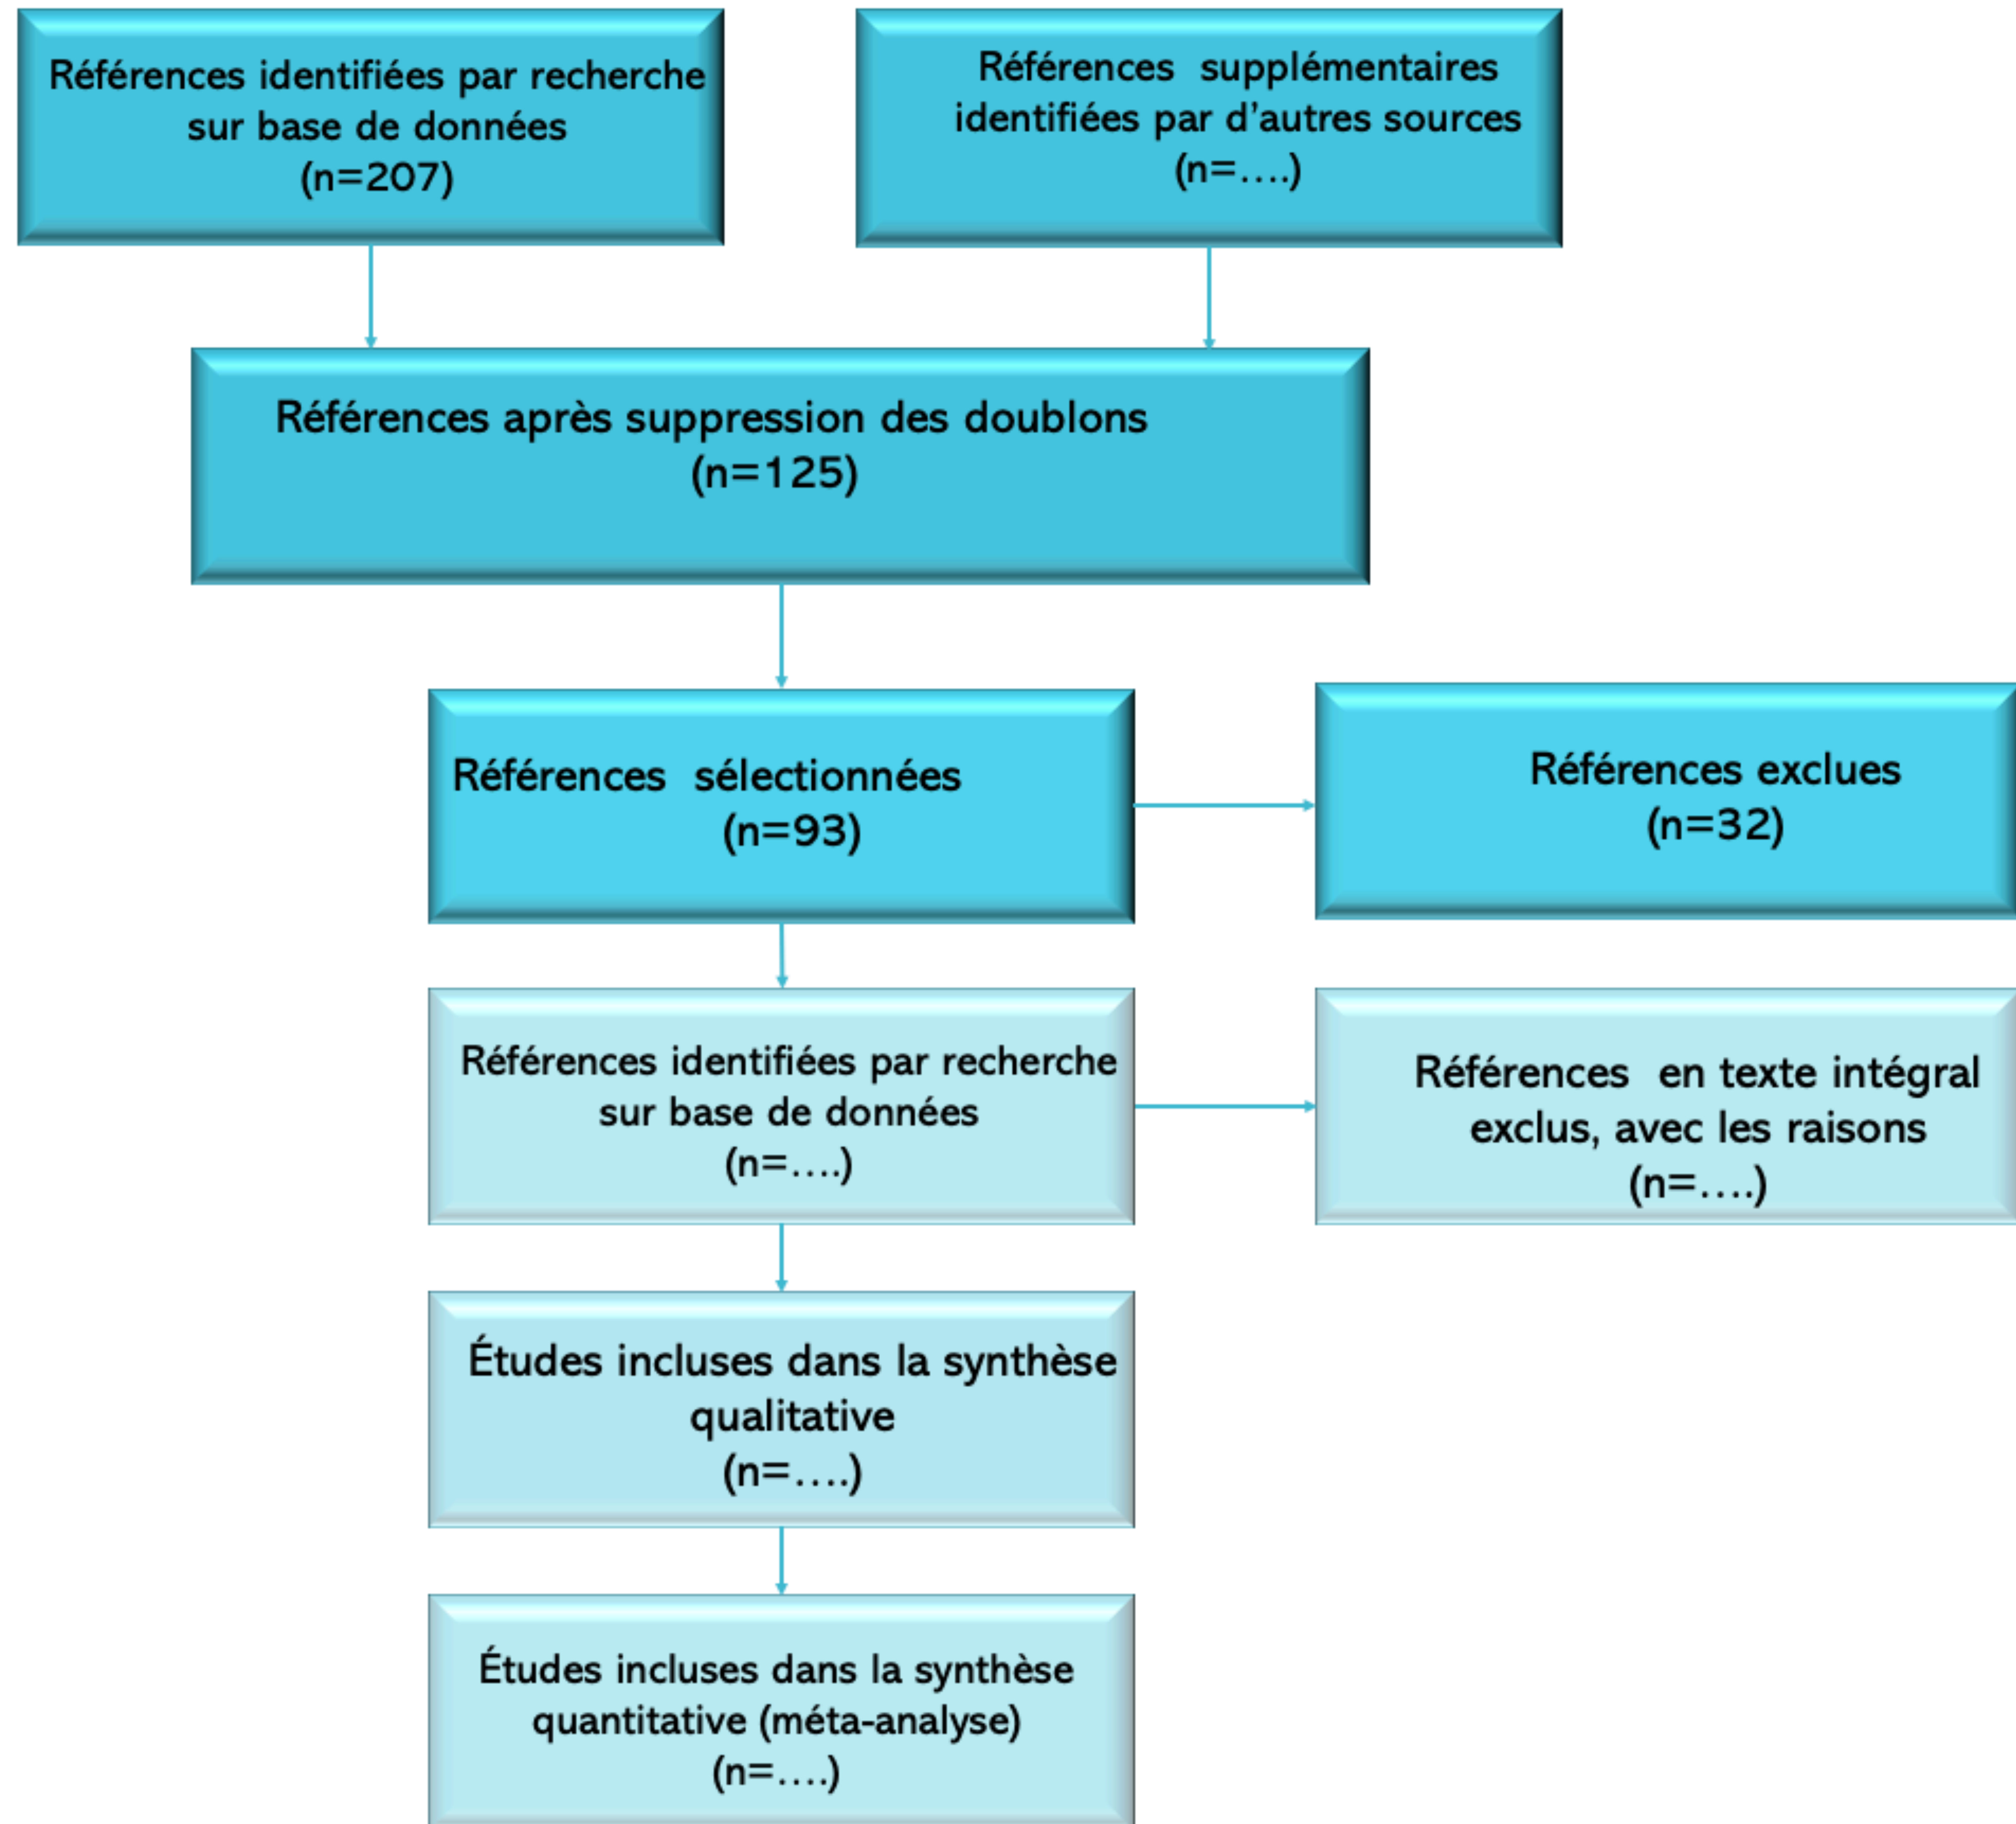 Références identifiées par recherche
sur base de données
(n=207)
Références supplémentaires
identifiées par d’autres sources
(n=….)
Références après suppression des doublons
(n=125)
Références sélectionnées
(n=93)
Références exclues
(n=32)
Références identifiées par recherche
sur base de données
(n=….)
Références en texte intégral
exclus, avec les raisons
(n=….)
Études incluses dans la synthèse
qualitative
(n=….)
Études incluses dans la synthèse
quantitative (méta-analyse)
(n=….)